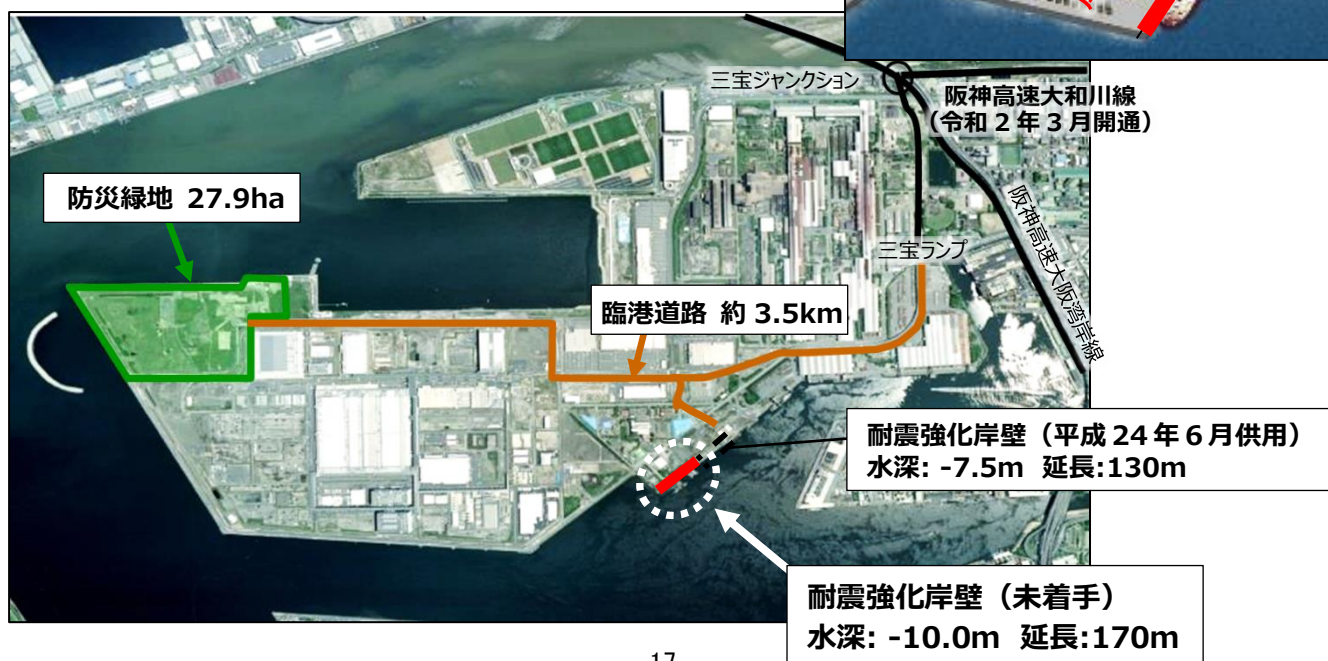 三宝ジャンクション
阪神高速大和川線
（令和２年３月開通）
防災緑地 27.9ha
阪神高速大阪湾岸線
三宝ランプ
臨港道路 約 3.5km
耐震強化岸壁（平成 24 年 6 月供用）
水深: -7.5m 延長:130m
耐震強化岸壁（未着手）
水深: -10.0m 延長:170m